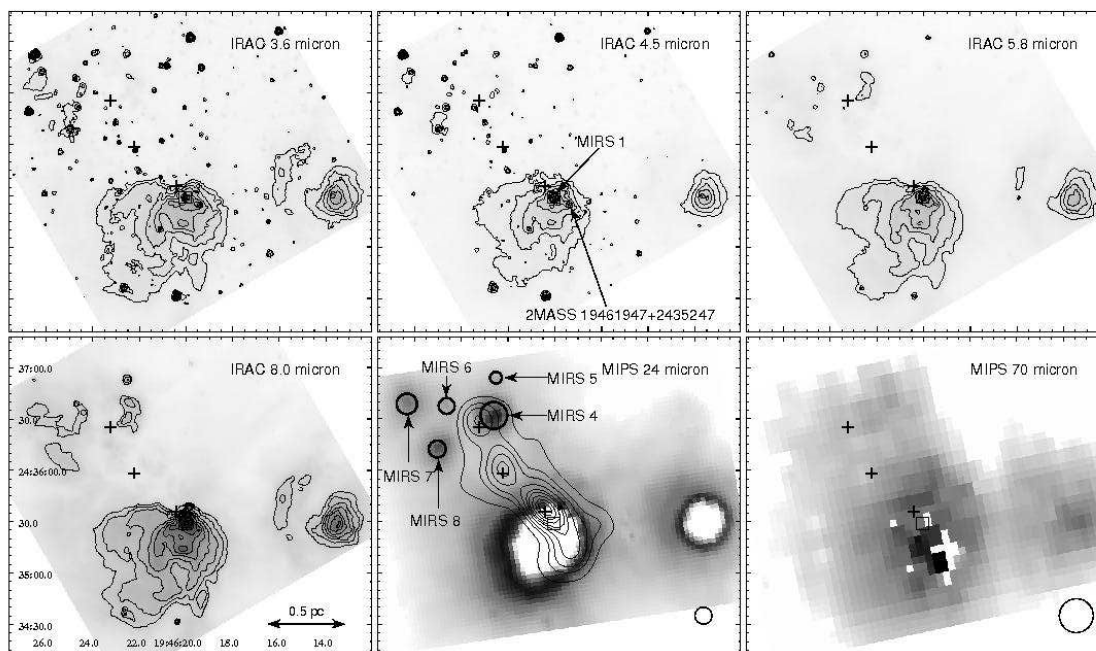 IRAC 3.6 micron
IRAC 4.5 micron
MIRS 1
2MASS 19461947+2435247
IRAC 5.8 micron
IRAC 8.0 micron
37:00.0
30.0
24:36:00.0
30.0
35:00.0
34:30.0
0.5 pc
26.0 24.0 22.0 19:46:20.0 18.0 16.0 14.0
MIPS 24 micron
MIRS 6
MIRS 5
MIRS 4
MIRS 7
MIRS 8
MIPS 70 micron